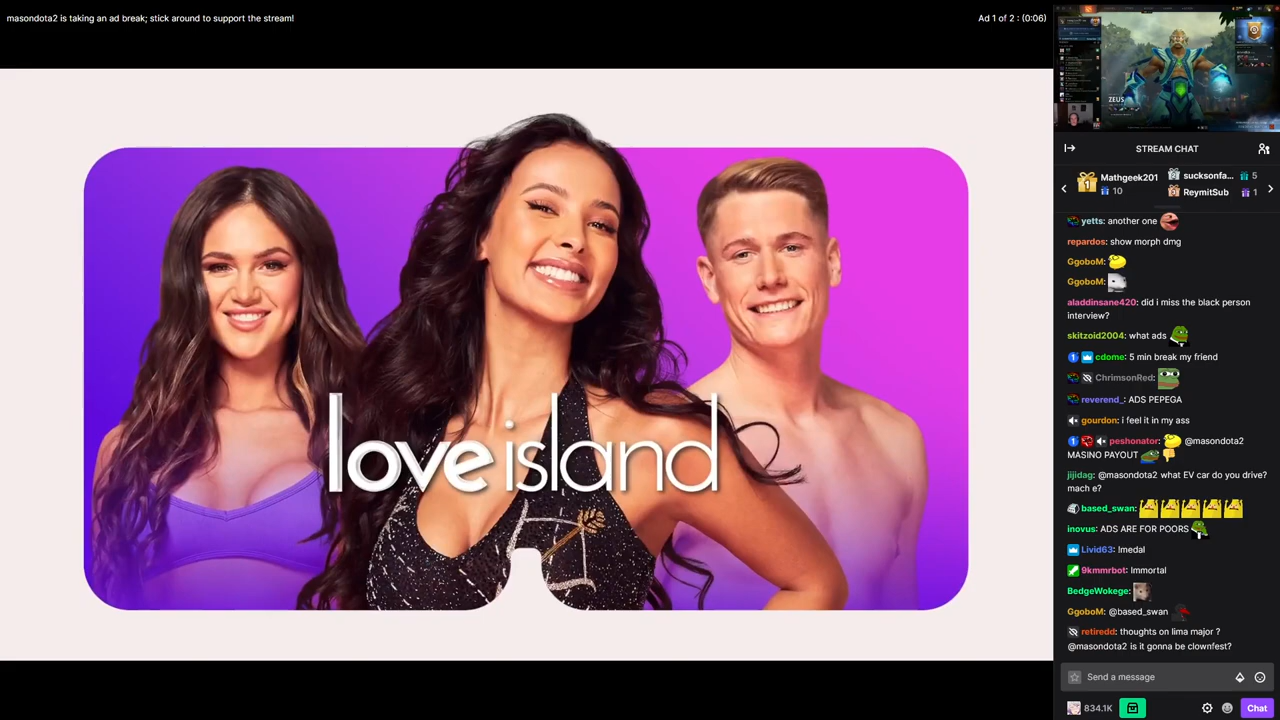 masondota2 is taking an ad break; stick around to support the stream!
Ad 1 of 2 : (0:06)
love island
ZEUS
STREAM CHAT
Mathgeek201
10
sucksonfa... 5
ReymitSub 1
yetts: another one
repardos: show morph dmg
GgoboM:
GgoboM:
aladdinsane420: did i miss the black person
interview?
skitzoid2004: what ads
cdome: 5 min break my friend
ChrimsonRed:
reverend_: ADS PEPEGA
gourdon: i feel it in my ass
peshonator: @masondota2
MASINO PAYOUT
jijidag: @masondota2 what EV car do you drive?
mach e?
based_swan:
inovus: ADS ARE FOR POORS
Livid63: !medal
9kmmrbot: Immortal
BedgeWokege:
GgoboM: @based_swan
retiredd: thoughts on lima major ?
@masondota2 is it gonna be clownfest?
Send a message
834.1K
Chat